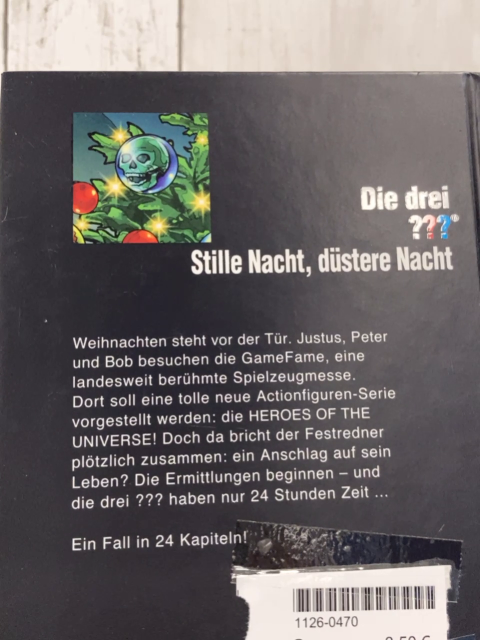 Die drei
???®
Stille Nacht, düstere Nacht
Weihnachten steht vor der Tür. Justus, Peter
und Bob besuchen die GameFame, eine
landesweit berühmte Spielzeugmesse.
Dort soll eine tolle neue Actionfiguren-Serie
vorgestellt werden: die HEROES OF THE
UNIVERSE! Doch da bricht der Festredner
plötzlich zusammen: ein Anschlag auf sein
Leben? Die Ermittlungen beginnen – und
die drei ??? haben nur 24 Stunden Zeit ...
Ein Fall in 24 Kapiteln!
1126-0470